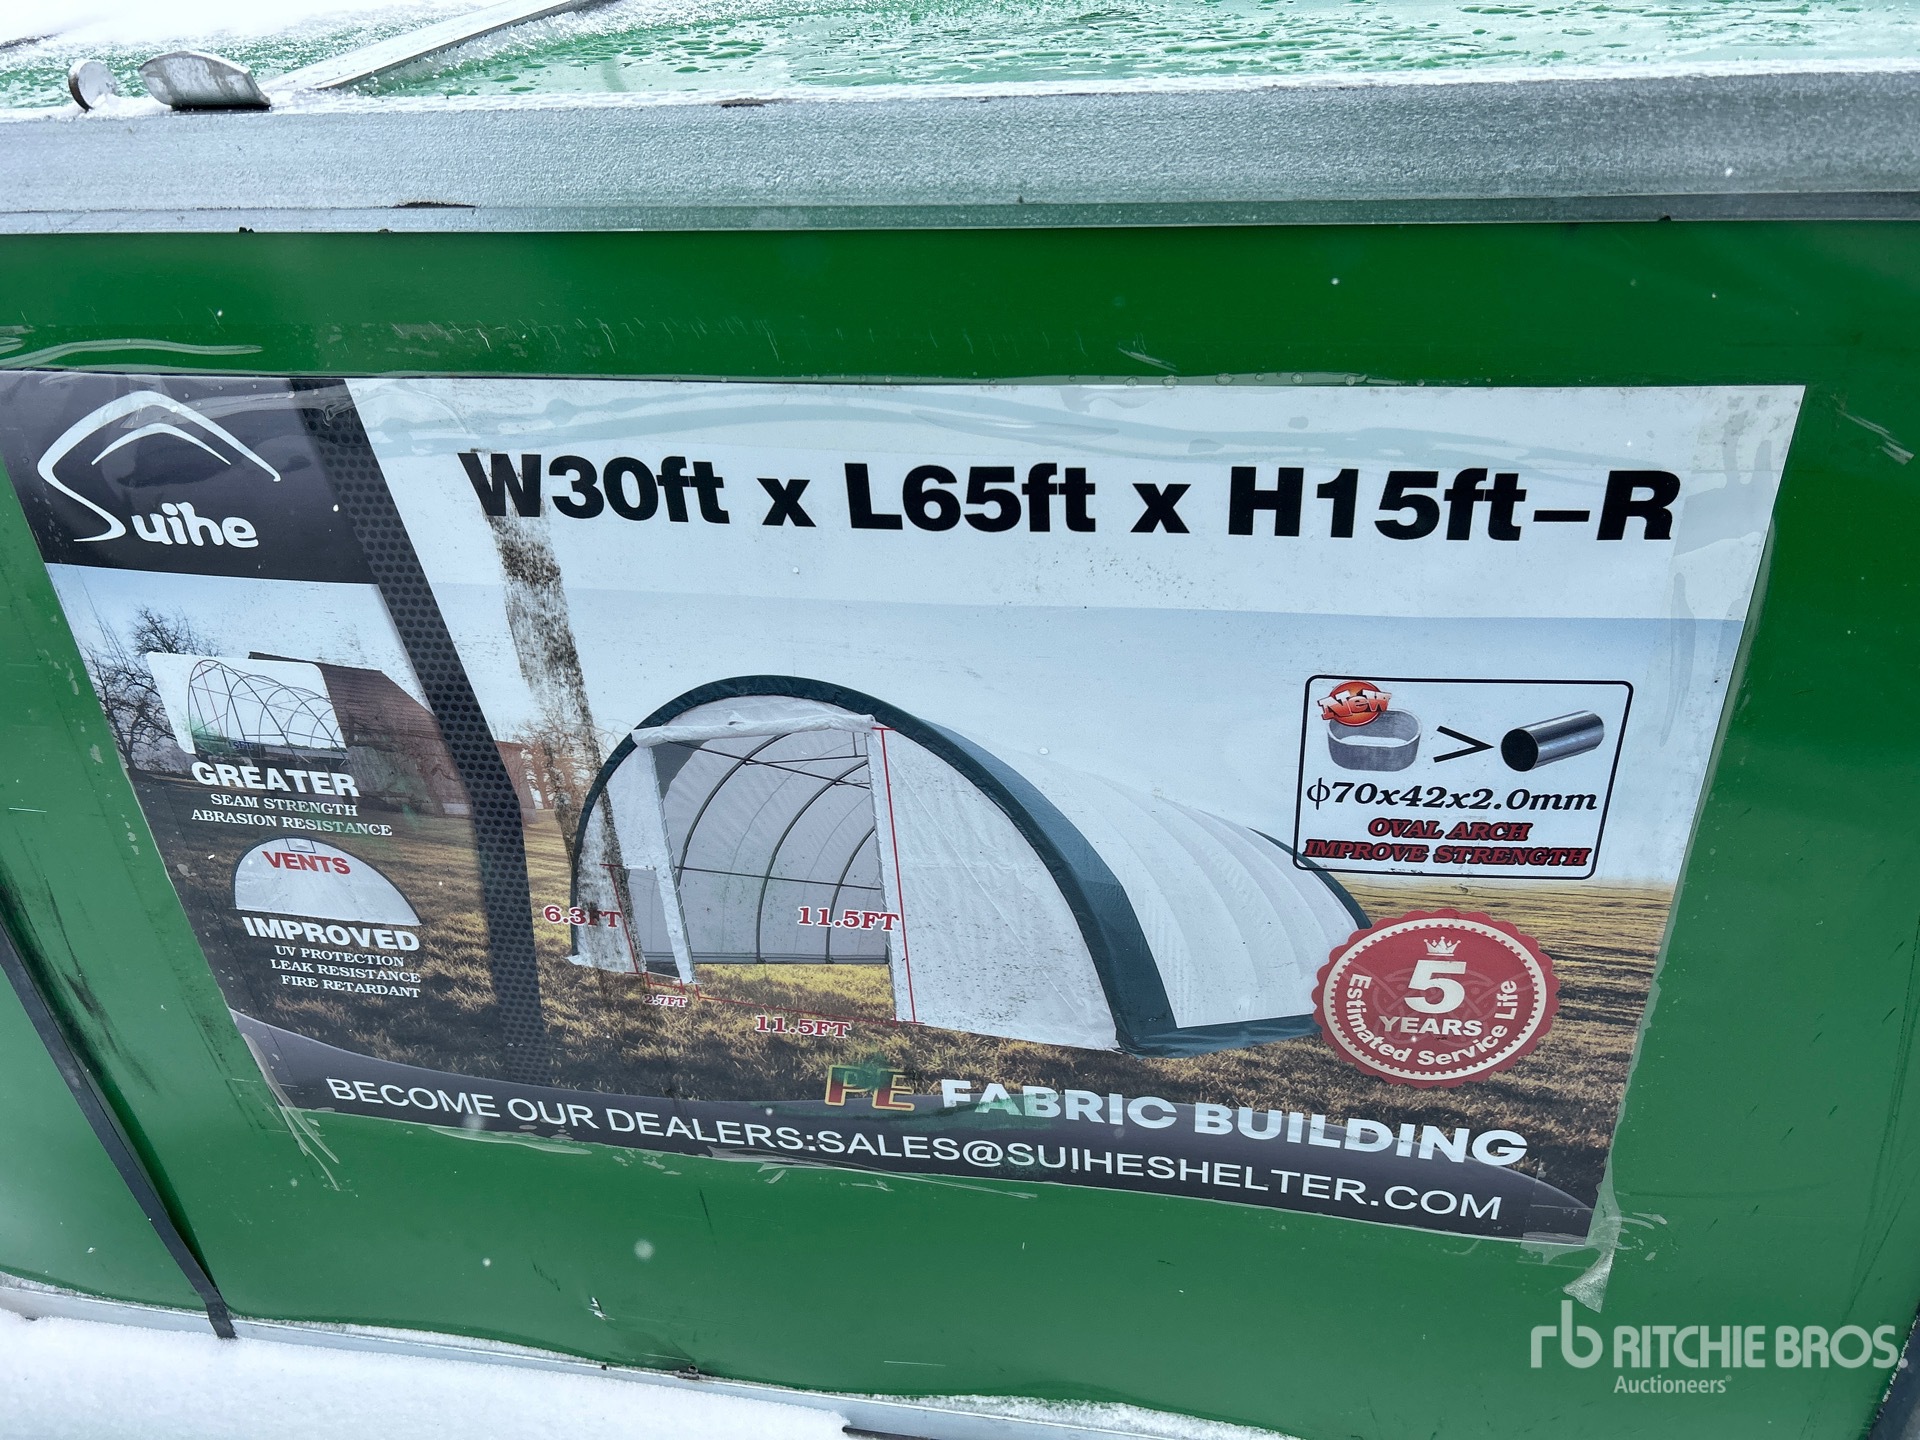 Suihe
W30ft x L65ft x H15ft-R
GREATER
SEAM STRENGTH
ABRASION RESISTANCE
VENTS
IMPROVED
UV PROTECTION
LEAK RESISTANCE
FIRE RETARDANT
6.3FT
11.5FT
2.7FT
11.5FT
New
>
ϕ70x42x2.0mm
OVAL ARCH
IMPROVE STRENGTH
5
YEARS
Estimated Service Life
PE FABRIC BUILDING
BECOME OUR DEALERS:SALES@SUIHESHELTER.COM
rb RITCHIE BROS.
Auctioneers